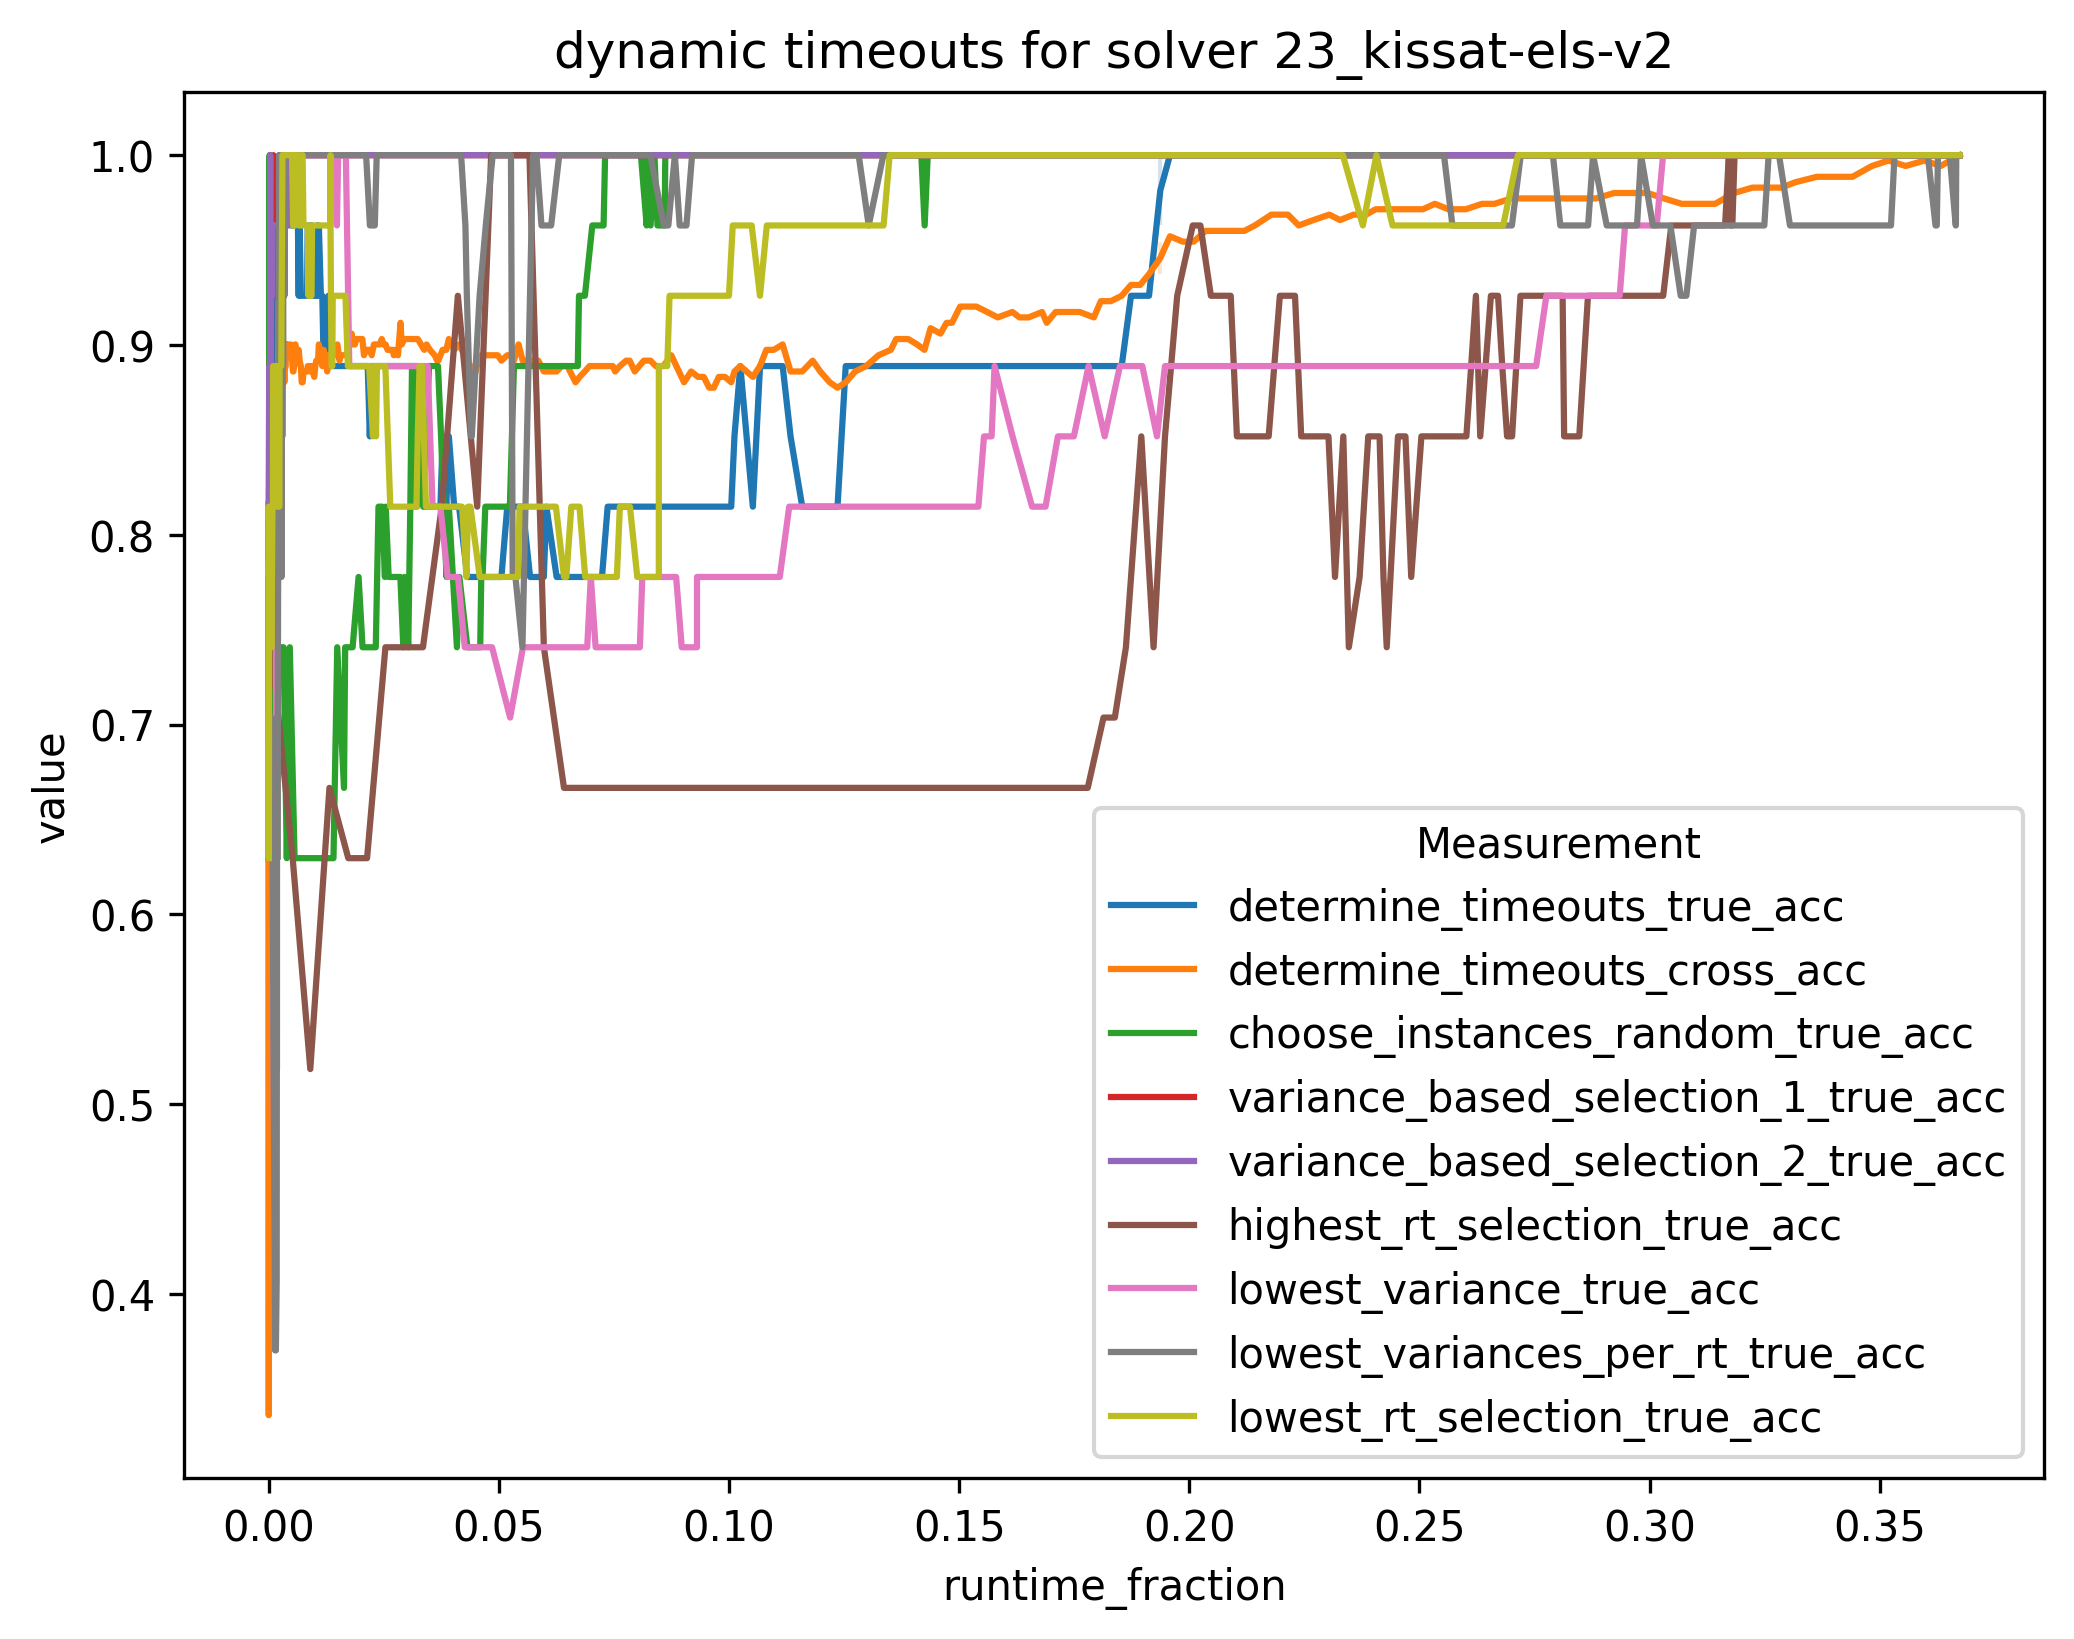 dynamic timeouts for solver 23_kissat-els-v2
value
1.0
0.9
0.8
0.7
0.6
0.5
0.4
Measurement
determine_timeouts_true_acc
determine_timeouts_cross_acc
choose_instances_random_true_acc
variance_based_selection_1_true_acc
variance_based_selection_2_true_acc
highest_rt_selection_true_acc
lowest_variance_true_acc
lowest_variances_per_rt_true_acc
lowest_rt_selection_true_acc
0.00 0.05 0.10 0.15 0.20 0.25 0.30 0.35
runtime_fraction